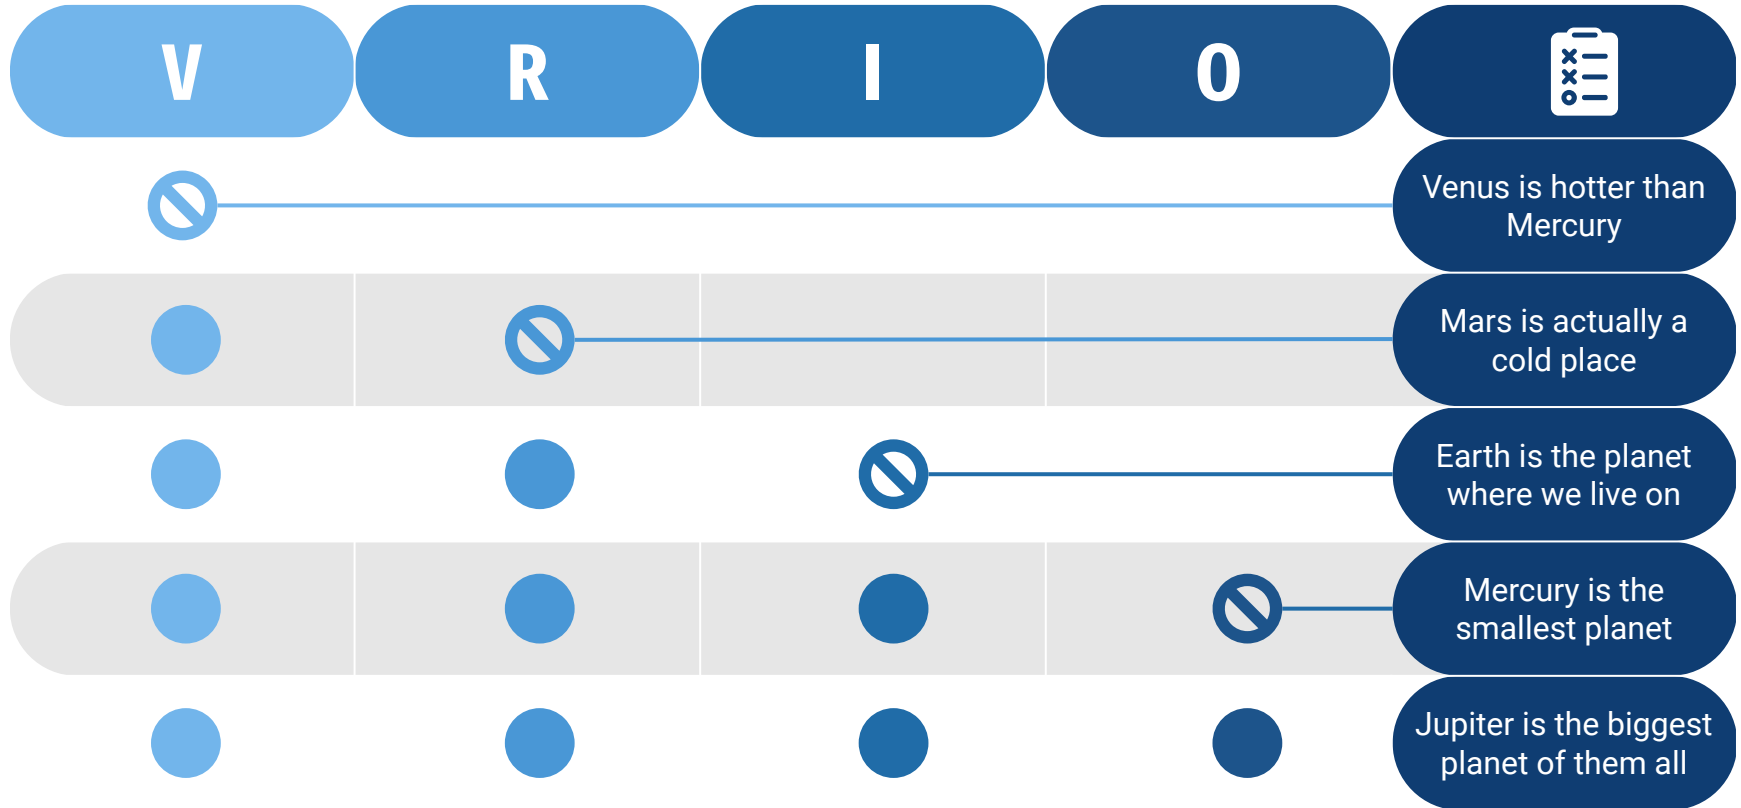 V
R
I
O
Venus is hotter than
Mercury
Mars is actually a
cold place
Earth is the planet
where we live on
Mercury is the
smallest planet
Jupiter is the biggest
planet of them all